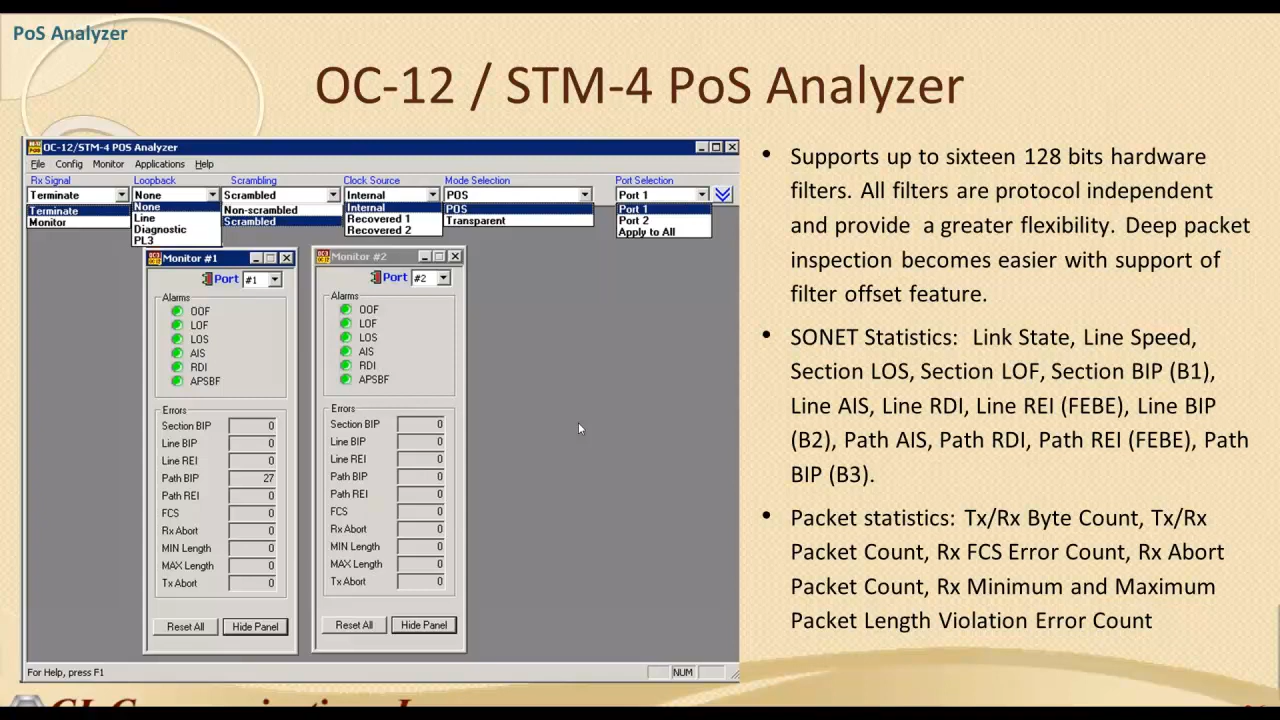 PoS Analyzer
OC-12 / STM-4 PoS Analyzer
OC-12/STM-4 POS Analyzer
File Config Monitor Applications Help
Rx Signal Loopback Scrambling Clock Source Mode Selection Port Selection
Terminate None Scrambled Internal POS Port 1
Terminate None Non-scrambled Internal POS Port 1
Monitor Line Scrambled Recovered 1 Transparent Port 2
Diagnostic Recovered 2 Apply to All
PL3
Monitor #1
Port #1
Alarms
OOF
LOF
LOS
AIS
RDI
APSBF
Errors
Section BIP 0
Line BIP 0
Line REI 0
Path BIP 27
Path REI 0
FCS 0
Rx Abort 0
MIN Length 0
MAX Length 0
Tx Abort 0
Reset All Hide Panel
Monitor #2
Port #2
Alarms
OOF
LOF
LOS
AIS
RDI
APSBF
Errors
Section BIP 0
Line BIP 0
Line REI 0
Path BIP 0
Path REI 0
FCS 0
Rx Abort 0
MIN Length 0
MAX Length 0
Tx Abort 0
Reset All Hide Panel
For Help, press F1 NUM
• Supports up to sixteen 128 bits hardware
filters. All filters are protocol independent
and provide a greater flexibility. Deep packet
inspection becomes easier with support of
filter offset feature.
• SONET Statistics: Link State, Line Speed,
Section LOS, Section LOF, Section BIP (B1),
Line AIS, Line RDI, Line REI (FEBE), Line BIP
(B2), Path AIS, Path RDI, Path REI (FEBE), Path
BIP (B3).
• Packet statistics: Tx/Rx Byte Count, Tx/Rx
Packet Count, Rx FCS Error Count, Rx Abort
Packet Count, Rx Minimum and Maximum
Packet Length Violation Error Count